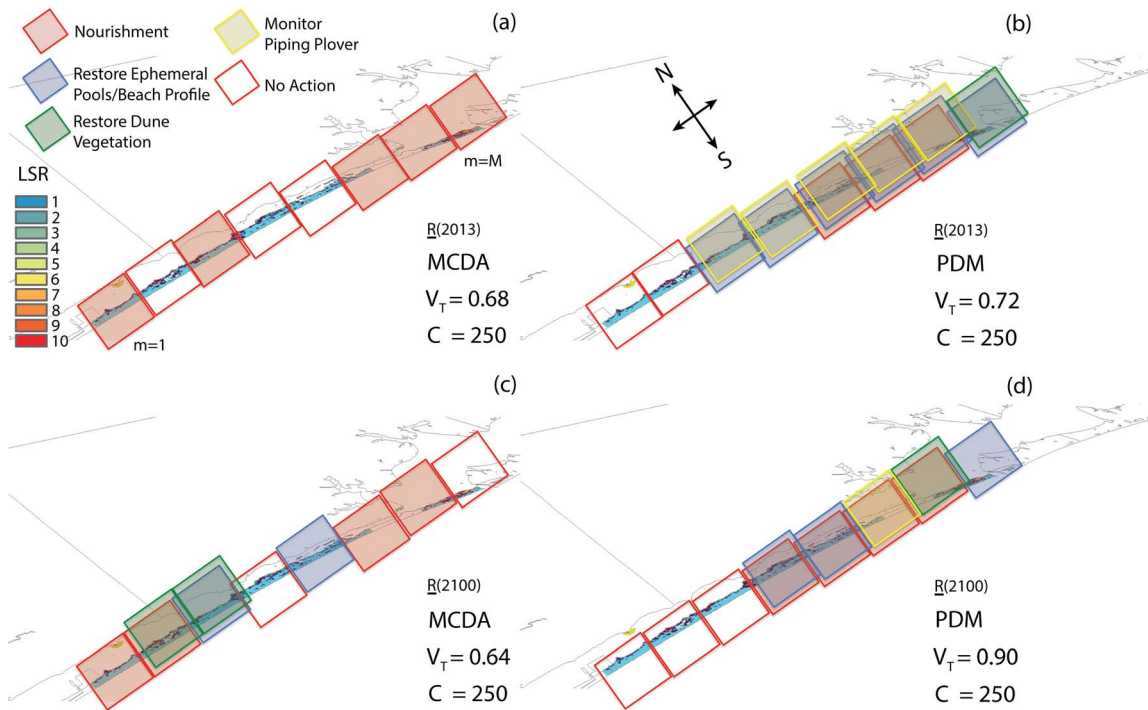 Nourishment
Restore Ephemeral
Pools/Beach Profile
Restore Dune
Vegetation
Monitor
Piping Plover
No Action
LSR
1
2
3
4
5
6
7
8
9
10
(a)
m=M
m=1
R(2013)
MCDA
V_T = 0.68
C = 250
(b)
N
S
R(2013)
PDM
V_T = 0.72
C = 250
(c)
R(2100)
MCDA
V_T = 0.64
C = 250
(d)
R(2100)
PDM
V_T = 0.90
C = 250